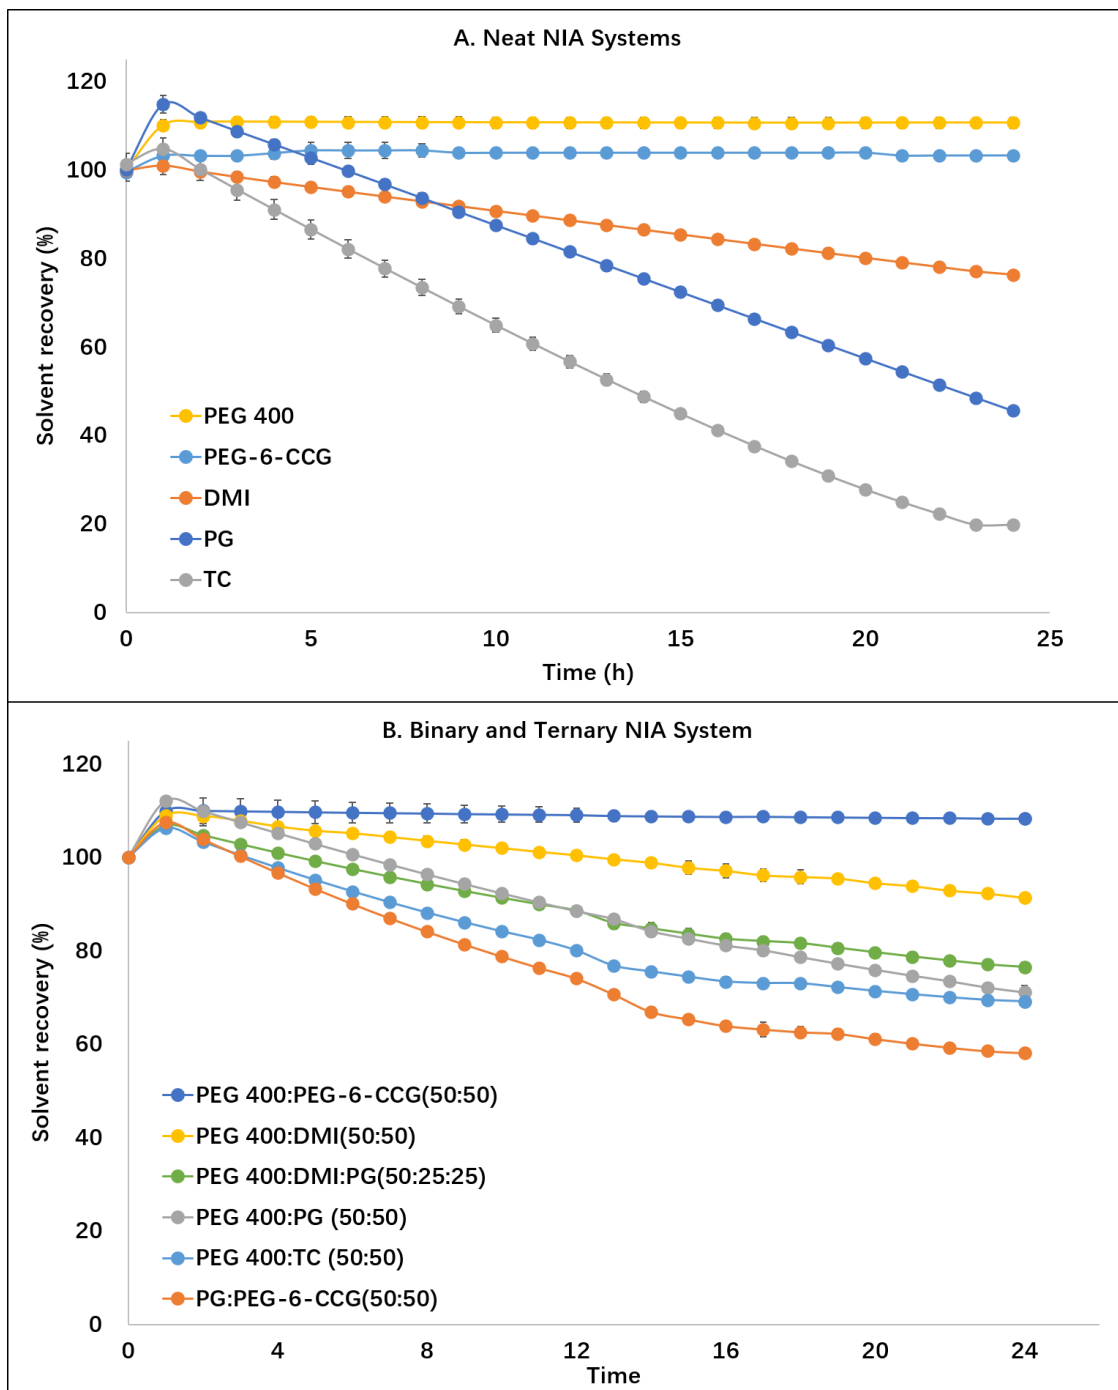 A. Neat NIA Systems
120
100
80
60
40
20
0
Solvent recovery (%)
PEG 400
PEG-6-CCG
DMI
PG
TC
0 5 10 15 20 25
Time (h)
B. Binary and Ternary NIA System
120
100
80
60
40
20
0
Solvent recovery (%)
PEG 400:PEG-6-CCG(50:50)
PEG 400:DMI(50:50)
PEG 400:DMI:PG(50:25:25)
PEG 400:PG (50:50)
PEG 400:TC (50:50)
PG:PEG-6-CCG(50:50)
0 4 8 12 16 20 24
Time